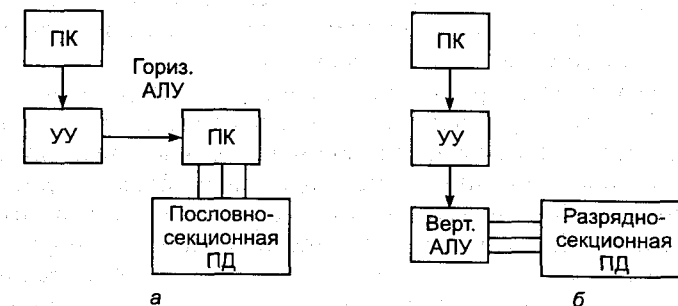 ПК
Гориз.
АЛУ
УУ
ПК
Пословно-
секционная
ПД
а
ПК
УУ
Верт.
АЛУ
Разрядно-
секционная
ПД
б